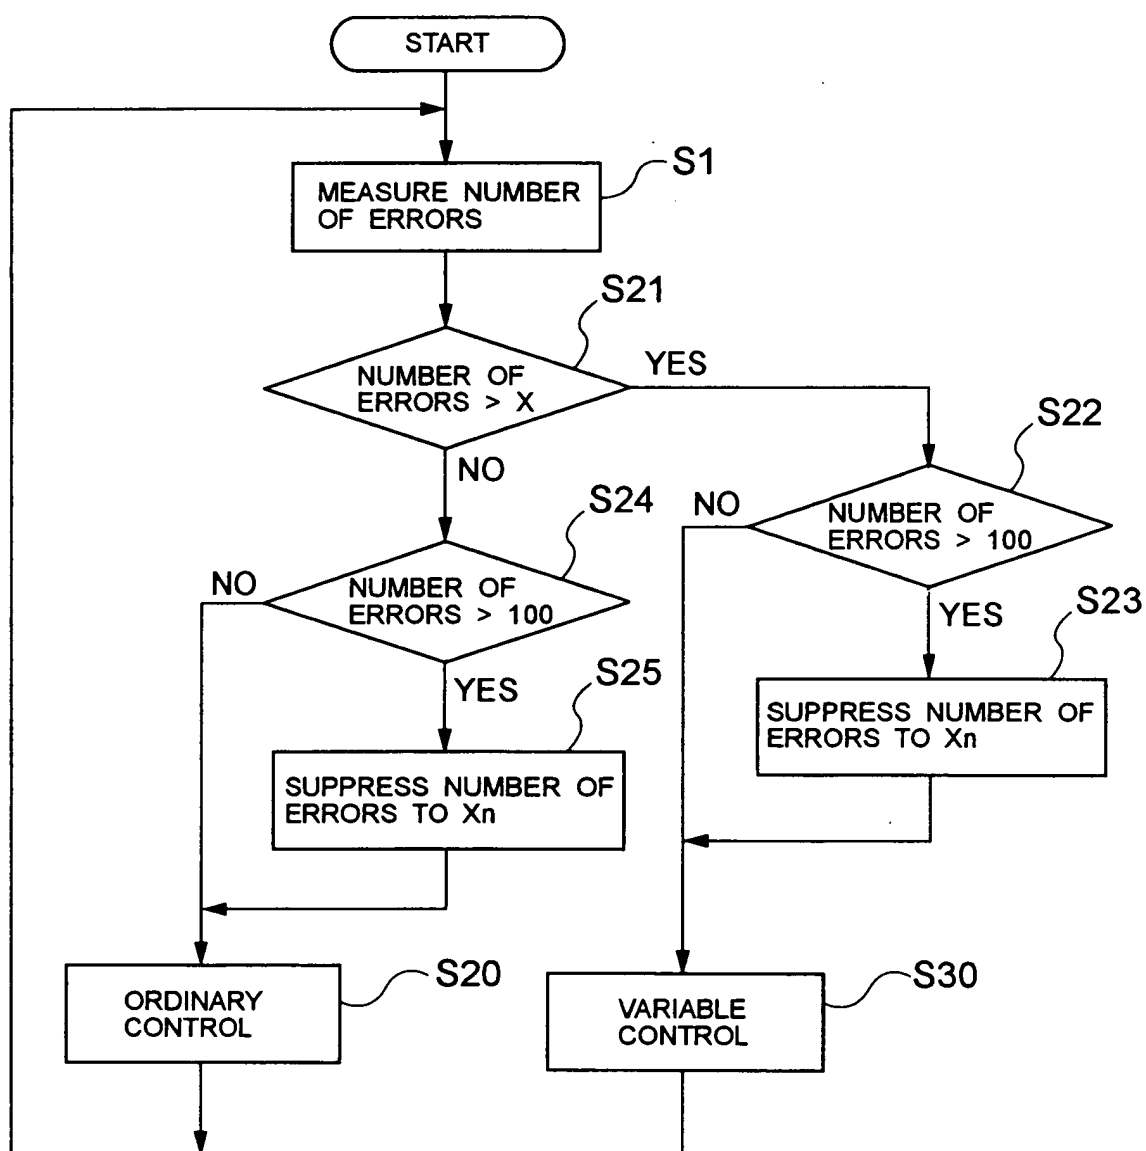 START
S1
MEASURE NUMBER
OF ERRORS
S21
NUMBER OF
ERRORS > X
YES
NO
S22
NUMBER OF
ERRORS > 100
NO
YES
S24
NUMBER OF
ERRORS > 100
NO
YES
S23
SUPPRESS NUMBER OF
ERRORS TO Xn
S25
SUPPRESS NUMBER OF
ERRORS TO Xn
S20
ORDINARY
CONTROL
S30
VARIABLE
CONTROL